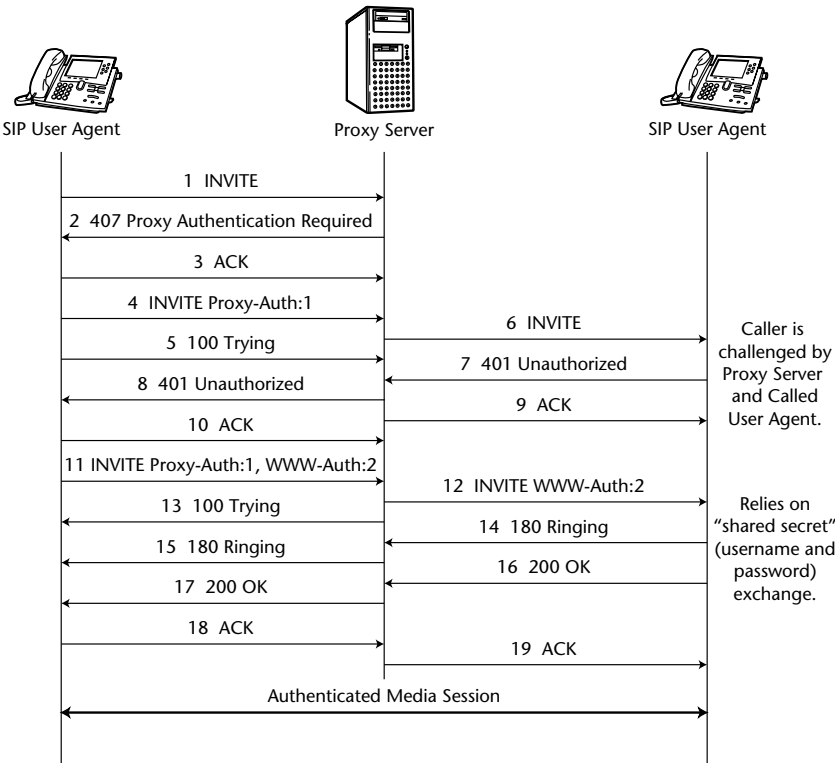 SIP User Agent
Proxy Server
SIP User Agent
1 INVITE
2 407 Proxy Authentication Required
3 ACK
4 INVITE Proxy-Auth:1
6 INVITE
5 100 Trying
7 401 Unauthorized
8 401 Unauthorized
9 ACK
10 ACK
Caller is
challenged by
Proxy Server
and Called
User Agent.
11 INVITE Proxy-Auth:1, WWW-Auth:2
12 INVITE WWW-Auth:2
13 100 Trying
14 180 Ringing
15 180 Ringing
16 200 OK
17 200 OK
18 ACK
19 ACK
Relies on
“shared secret”
(username and
password)
exchange.
Authenticated Media Session